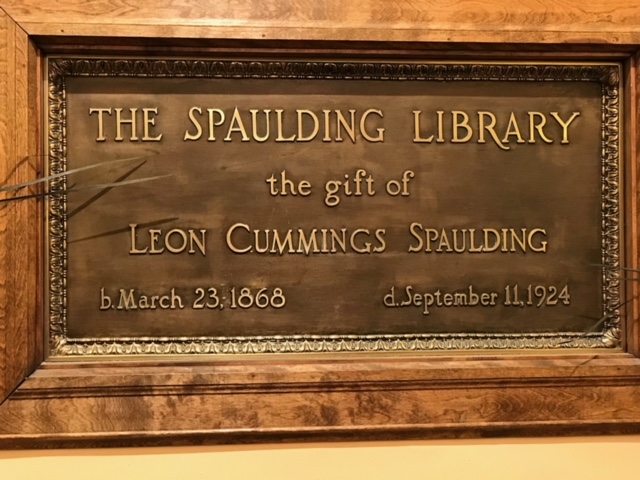 THE SPAULDING LIBRARY
the gift of
LEON CUMMINGS SPAULDING
b. March 23, 1868 d. September 11, 1924